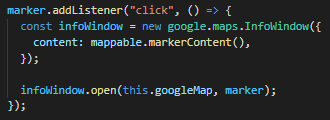 marker.addListener("click", () => {
  const infoWindow = new google.maps.InfoWindow({
    content: mappable.markerContent(),
  });

  infoWindow.open(this.googleMap, marker);
});